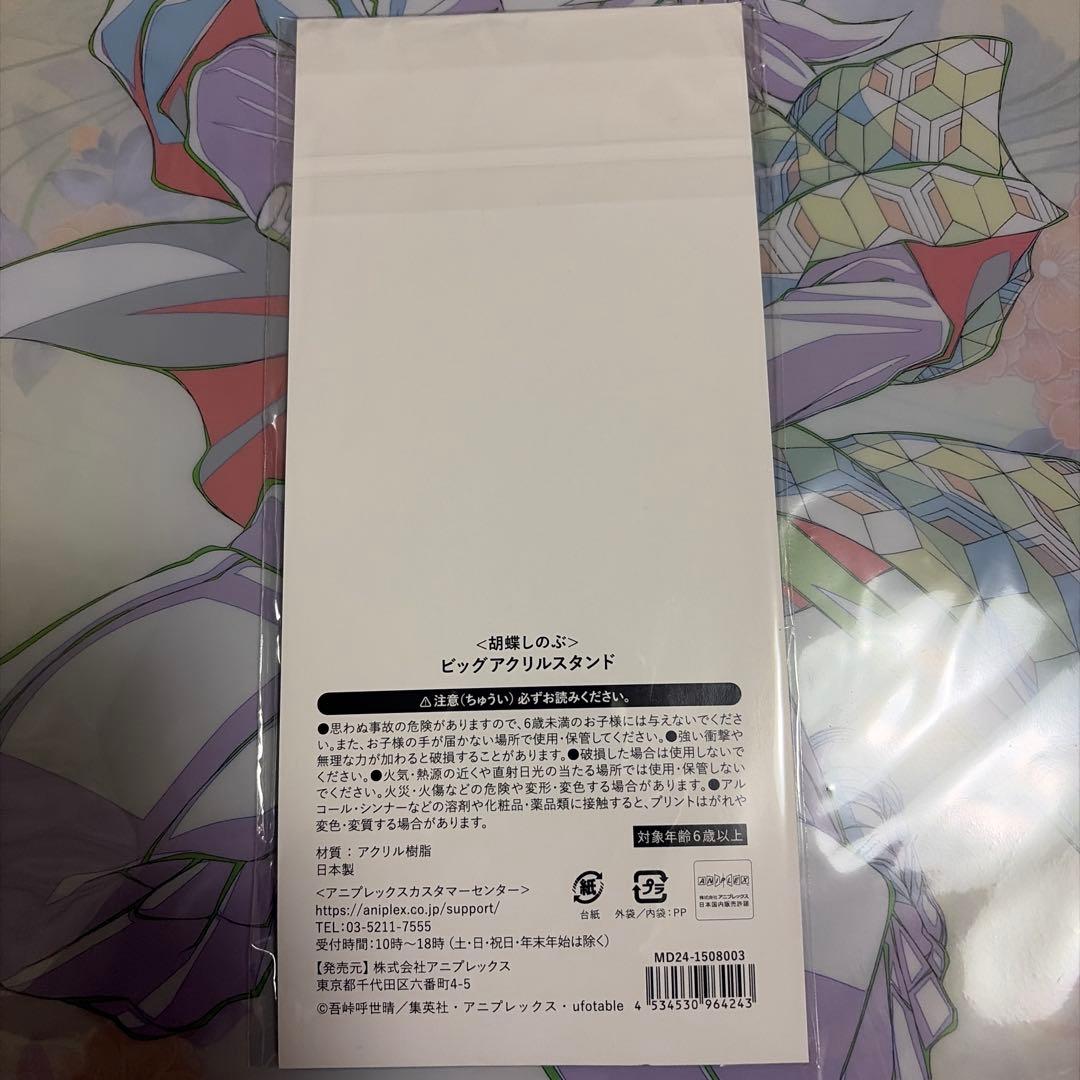 <胡蝶しのぶ>
ビッグアクリルスタンド
⚠注意(ちゅうい) 必ずお読みください。
●思わぬ事故の危険がありますので、6歳未満のお子様には与えないでくださ
い。また、お子様の手が届かない場所で使用・保管してください。●強い衝撃や
無理な力が加わると破損することがあります。●破損した場合は使用しないで
ください。●火気・熱源の近くや直射日光の当たる場所では使用・保管しない
でください。火災・火傷などの危険や変形・変色する場合があります。●アル
コール・シンナーなどの溶剤や化粧品・薬品類に接触すると、プリントはがれや
変色・変質する場合があります。
対象年齢6歳以上
材質：アクリル樹脂
日本製
<アニプレックスカスタマーセンター>
https://aniplex.co.jp/support/
TEL:03-5211-7555
受付時間:10時〜18時 (土・日・祝日・年末年始は除く)
紙
台紙
プラ
外袋／内袋:PP
ANIPLEX
株式会社アニプレックス
日本国内販売許諾
【発売元】株式会社アニプレックス
東京都千代田区六番町4-5
©吾峠呼世晴／集英社・アニプレックス・ufotable
MD24-1508003
4 534530 964243